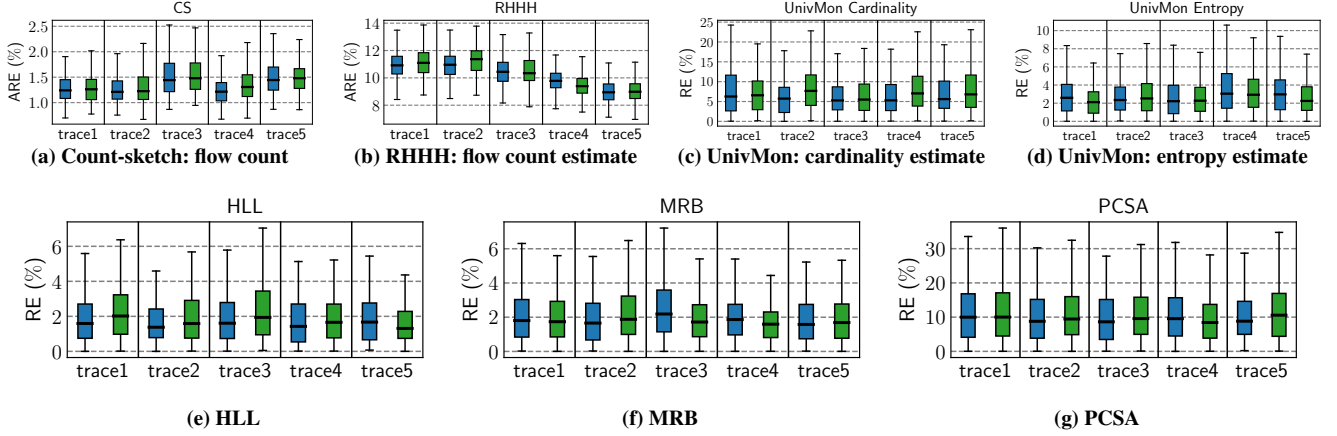 CS
ARE (%)
2.5
2.0
1.5
1.0
trace1 trace2 trace3 trace4 trace5
(a) Count-sketch: flow count
RHHH
ARE (%)
14
12
10
8
trace1 trace2 trace3 trace4 trace5
(b) RHHH: flow count estimate
UnivMon Cardinality
RE (%)
25
20
15
10
5
0
trace1 trace2 trace3 trace4 trace5
(c) UnivMon: cardinality estimate
UnivMon Entropy
RE (%)
10
8
6
4
2
0
trace1 trace2 trace3 trace4 trace5
(d) UnivMon: entropy estimate
HLL
RE (%)
6
4
2
0
trace1 trace2 trace3 trace4 trace5
(e) HLL
MRB
RE (%)
6
4
2
0
trace1 trace2 trace3 trace4 trace5
(f) MRB
PCSA
RE (%)
30
20
10
0
trace1 trace2 trace3 trace4 trace5
(g) PCSA